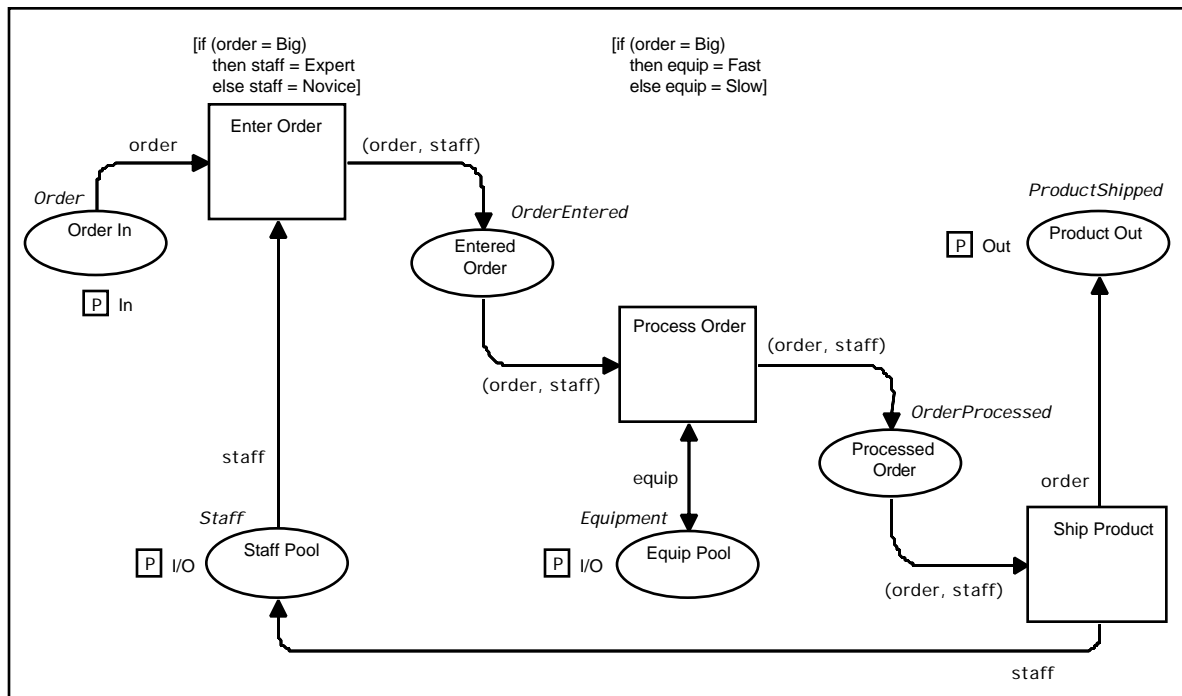 [if (order = Big)
then staff = Expert
else staff = Novice]
[if (order = Big)
then equip = Fast
else equip = Slow]
Enter Order
order
(order, staff)
Order
Order In
P In
OrderEntered
Entered
Order
ProductShipped
P Out
Product Out
Process Order
(order, staff)
(order, staff)
OrderProcessed
Processed
Order
staff
equip
order
Staff
P I/O
Staff Pool
Equipment
P I/O
Equip Pool
Ship Product
(order, staff)
staff